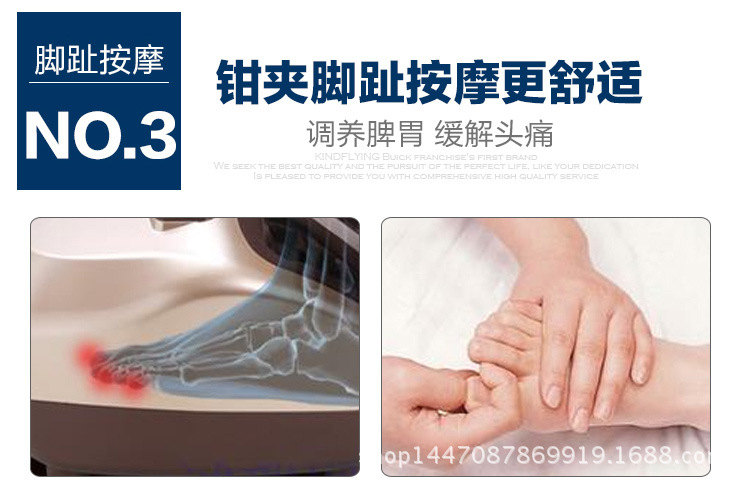 脚趾按摩
NO.3
钳夹脚趾按摩更舒适
调养脾胃 缓解头痛
KINDFLYING Buick franchise's first brand
We seek the best quality and the pursuit of the perfect life, like your dedication
Is pleased to provide you with comprehensive high quality service
shop1447087869919.1688.com